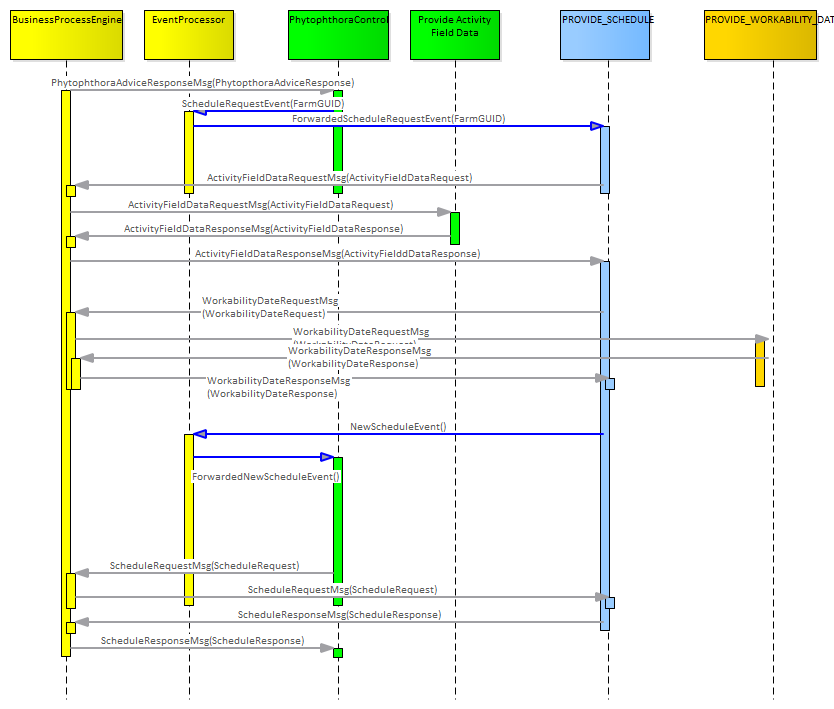 BusinessProcessEngine
EventProcessor
PhytophthoraControl
Provide Activity
Field Data
PROVIDE_SCHEDULE
PROVIDE_WORKABILITY_DAT
PhytophthoraAdviceResponseMsg(PhytopthoraAdviceResponse)
ScheduleRequestEvent(FarmGUID)
ForwardedScheduleRequestEvent(FarmGUID)
ActivityFieldDataRequestMsg(ActivityFieldDataRequest)
ActivityFieldDataRequestMsg(ActivityFieldDataRequest)
ActivityFieldDataResponseMsg(ActivityFieldDataResponse)
ActivityFieldDataResponseMsg(ActivityFielddDataResponse)
WorkabilityDateRequestMsg
(WorkabilityDateRequest)
WorkabilityDateRequestMsg
(WorkabilityDateRequest)
WorkabilityDateResponseMsg
(WorkabilityDateResponse)
WorkabilityDateResponseMsg
(WorkabilityDateResponse)
NewScheduleEvent()
ForwardedNewScheduleEvent()
ScheduleRequestMsg(ScheduleRequest)
ScheduleRequestMsg(ScheduleRequest)
ScheduleResponseMsg(ScheduleResponse)
ScheduleResponseMsg(ScheduleResponse)